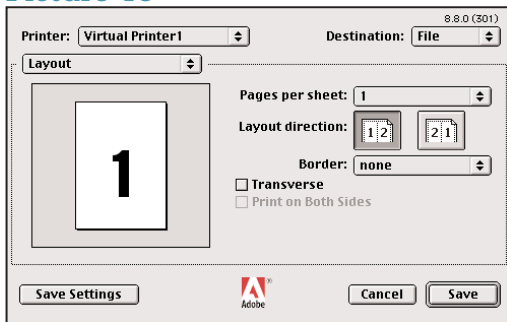 8.8.0 (301)
Printer: Virtual Printer1 Destination: File
Layout
Pages per sheet: 1
Layout direction: 1 2 2 1
1
Border: none
Transverse
Print on Both Sides
Save Settings Adobe® Cancel Save